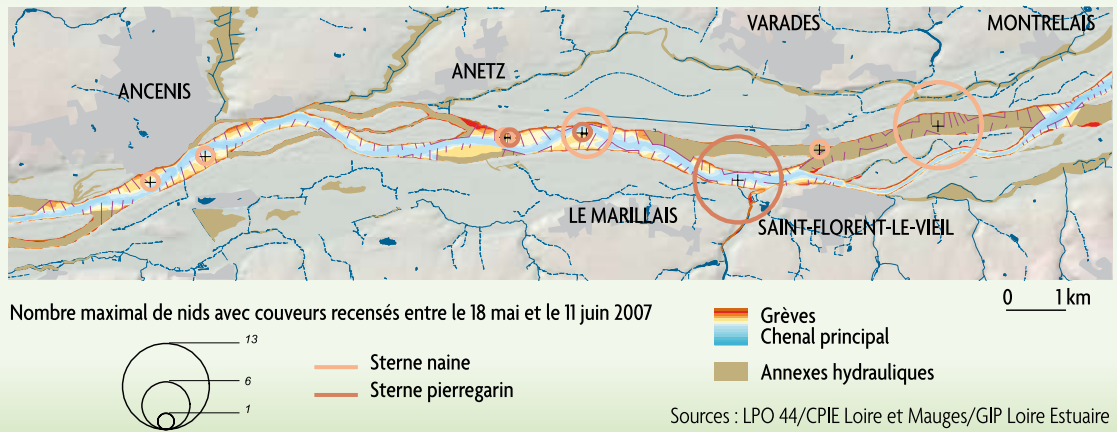 VARADES
MONTRELAIS
ANETZ
ANCENIS
LE MARILLAIS
SAINT-FLORENT-LE-VIEIL
0 1 km
Nombre maximal de nids avec couveurs recensés entre le 18 mai et le 11 juin 2007
13
6
1
Sterne naine
Sterne pierregarin
Grèves
Chenal principal
Annexes hydrauliques
Sources : LPO 44/CPIE Loire et Mauges/GIP Loire Estuaire